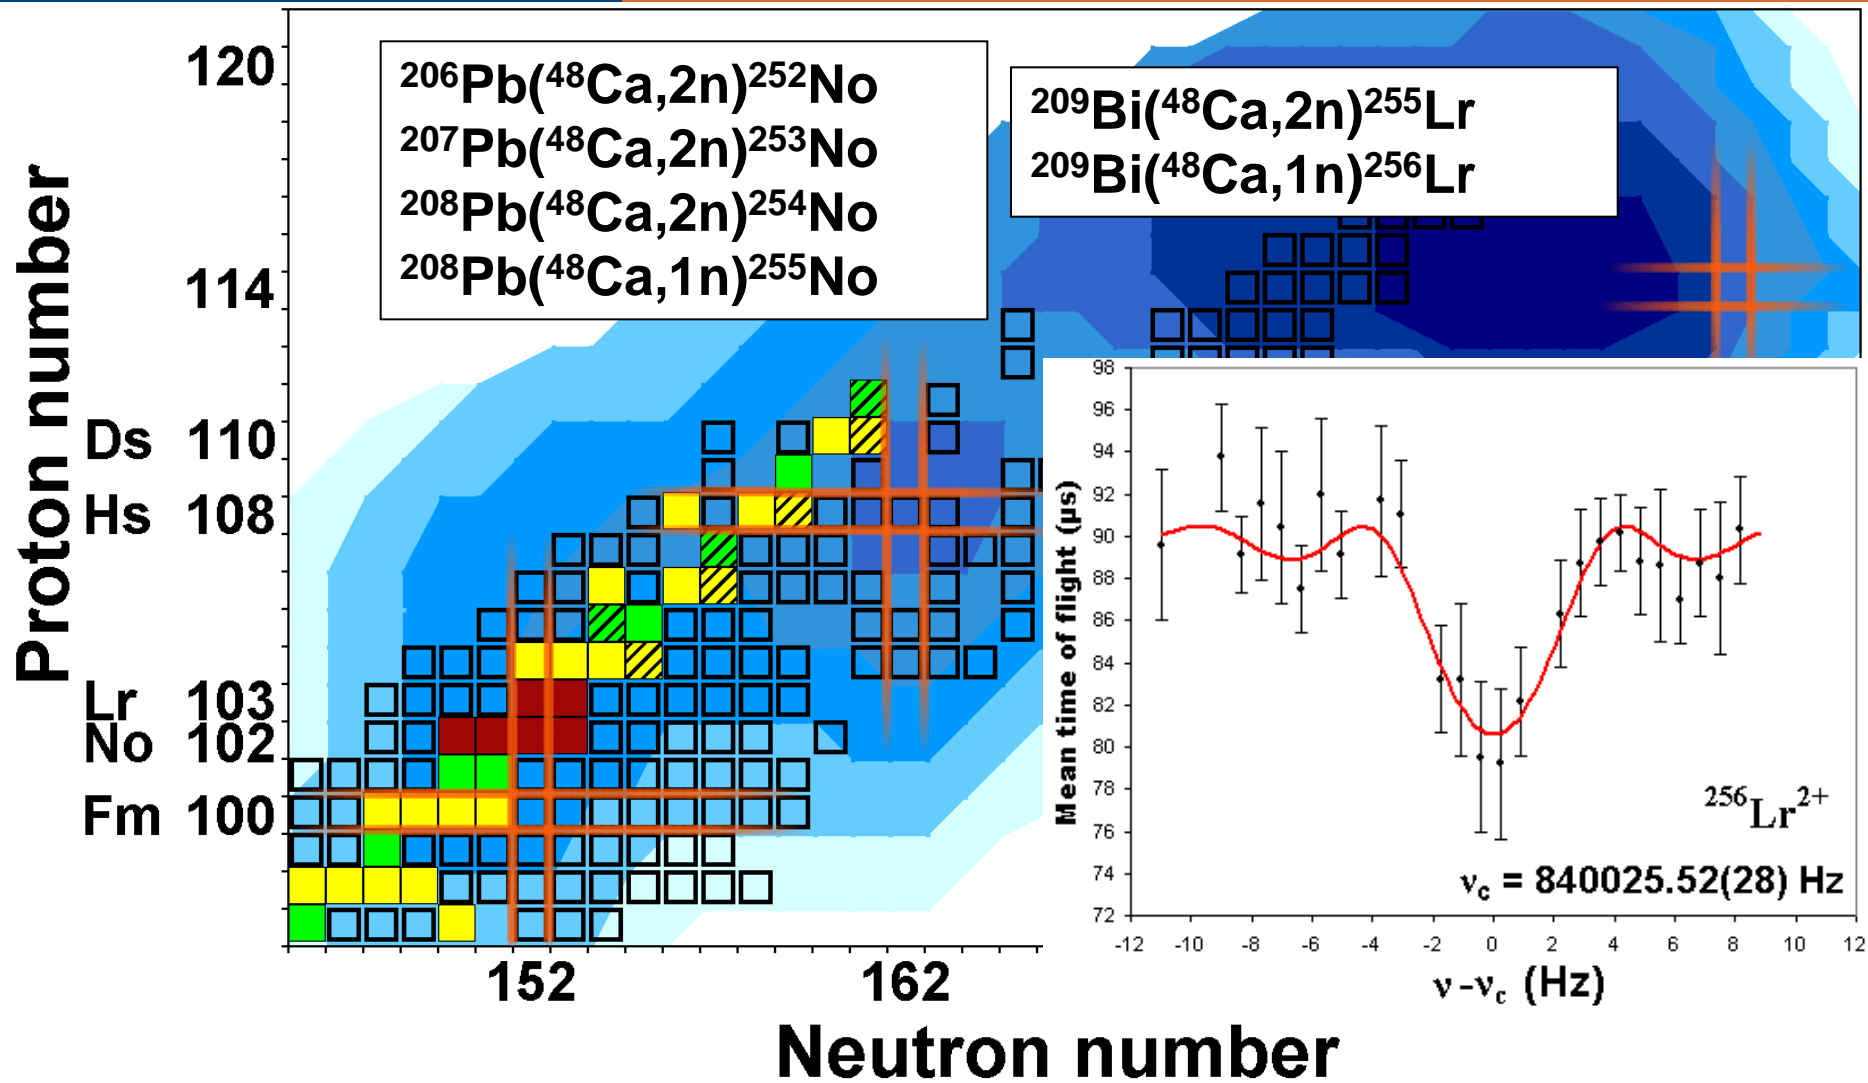 ²⁰⁶Pb(⁴⁸Ca,2n)²⁵²No
²⁰⁷Pb(⁴⁸Ca,2n)²⁵³No
²⁰⁸Pb(⁴⁸Ca,2n)²⁵⁴No
²⁰⁸Pb(⁴⁸Ca,1n)²⁵⁵No
²⁰⁹Bi(⁴⁸Ca,2n)²⁵⁵Lr
²⁰⁹Bi(⁴⁸Ca,1n)²⁵⁶Lr
Proton number
120
114
Ds 110
Hs 108
Lr 103
No 102
Fm 100
152
162
Neutron number
Mean time of flight (μs)
98
96
94
92
90
88
86
84
82
80
78
76
74
72
²⁵⁶Lr²⁺
νc = 840025.52(28) Hz
-12 -10 -8 -6 -4 -2 0 2 4 6 8 10 12
ν-νc (Hz)